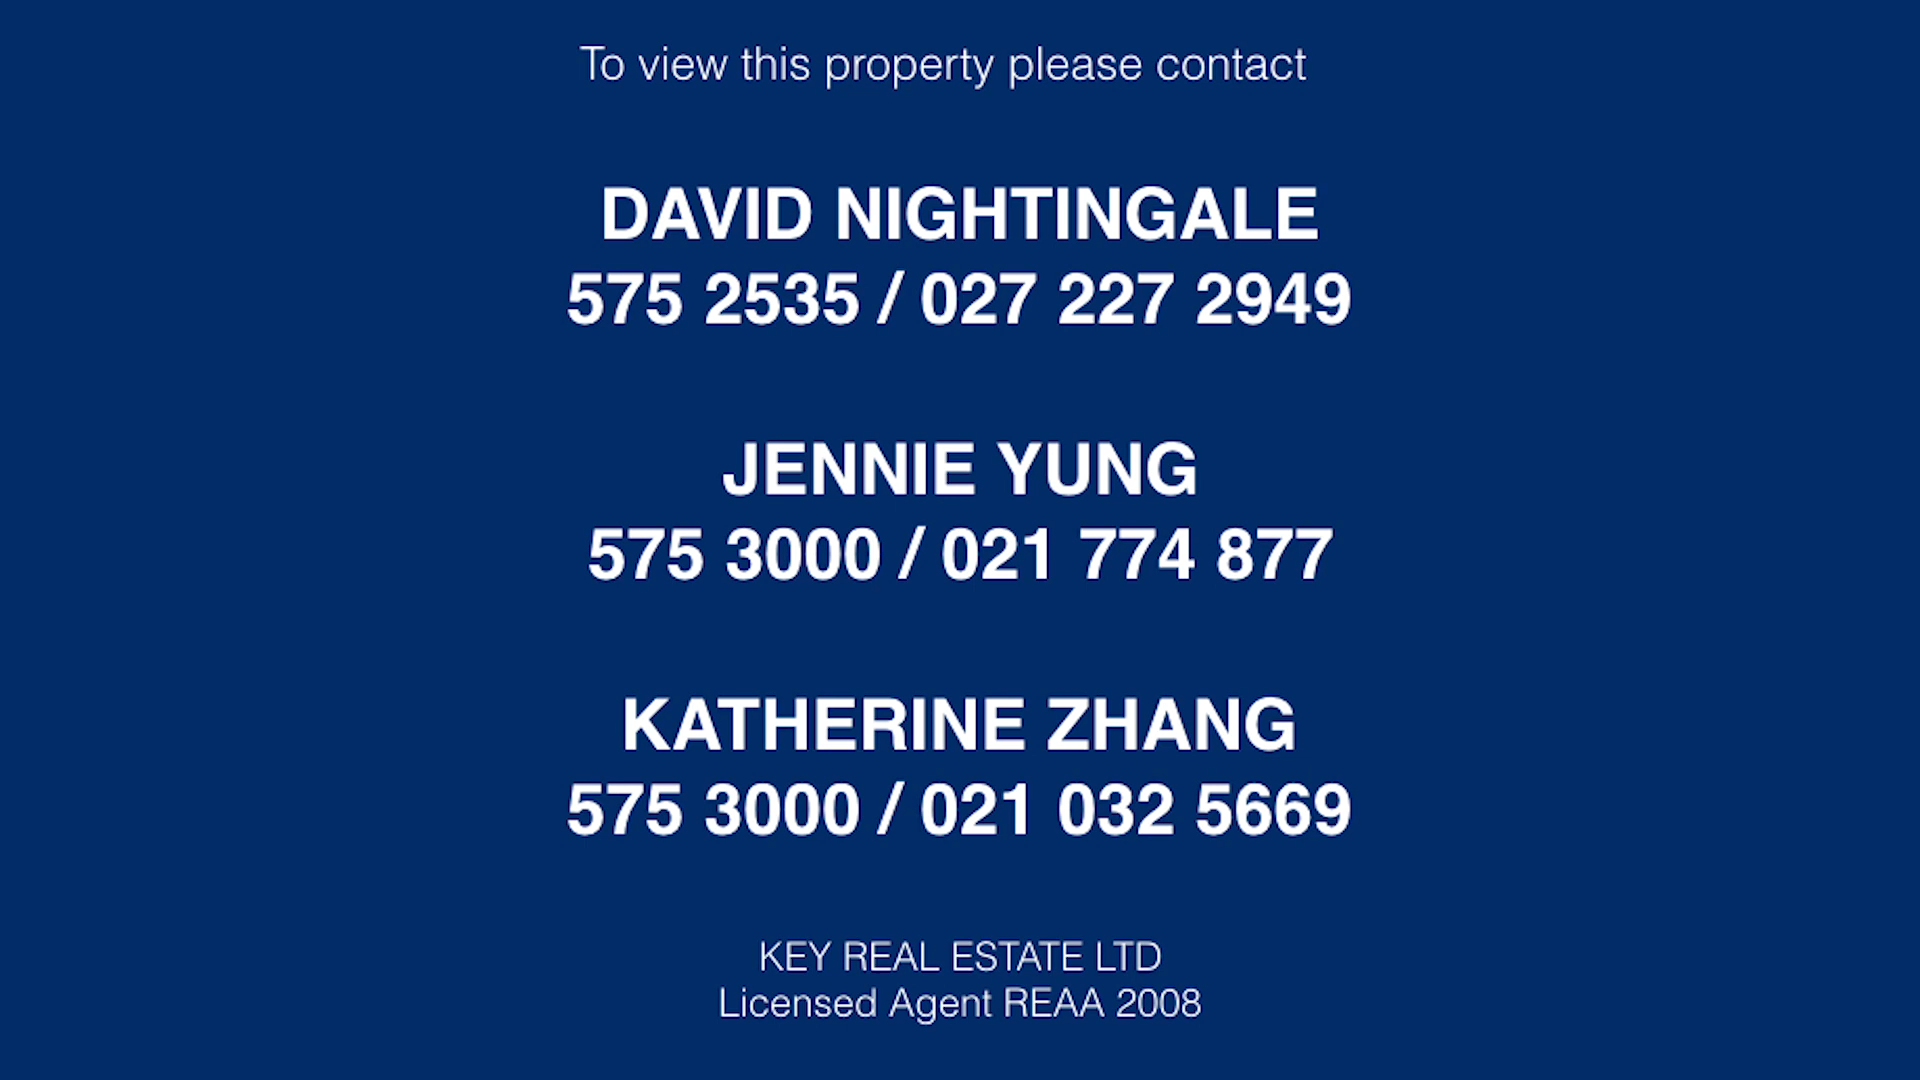 To view this property please contact
DAVID NIGHTINGALE
575 2535 / 027 227 2949
JENNIE YUNG
575 3000 / 021 774 877
KATHERINE ZHANG
575 3000 / 021 032 5669
KEY REAL ESTATE LTD
Licensed Agent REAA 2008